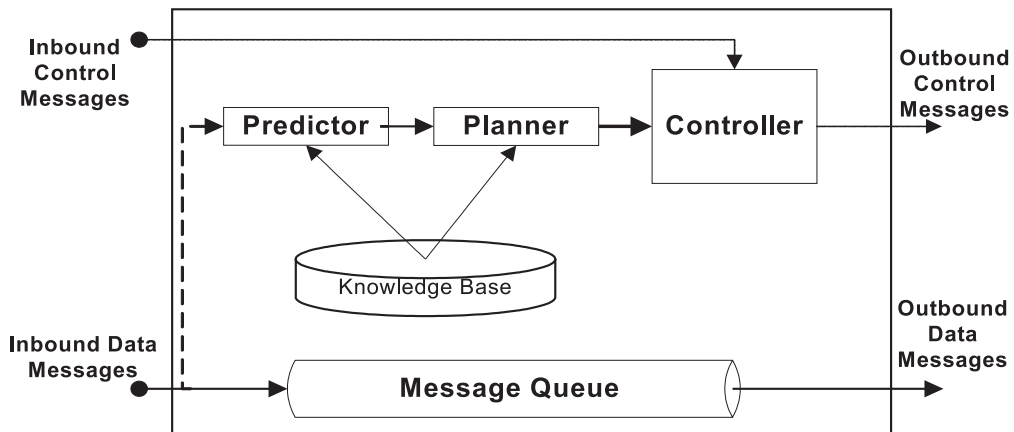 Inbound
Control
Messages
Outbound
Control
Messages
Predictor
Planner
Controller
Knowledge Base
Inbound Data
Messages
Message Queue
Outbound
Data
Messages